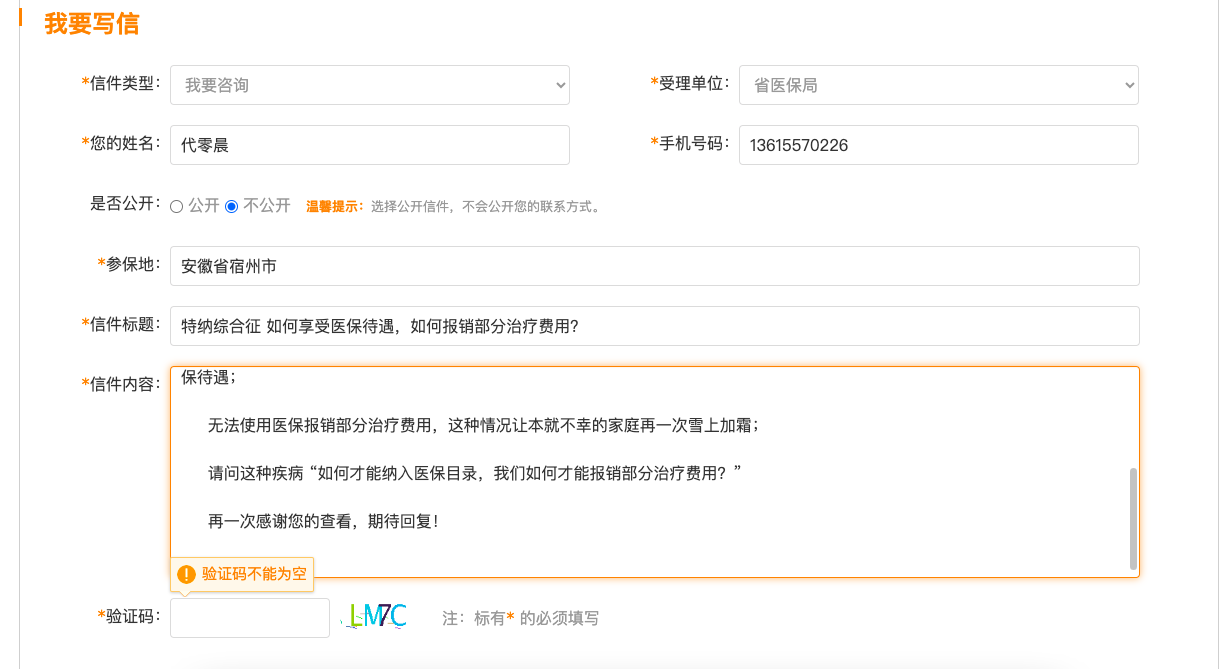 我要写信
*信件类型： 我要咨询 *受理单位： 省医保局
*您的姓名： 代零晨 *手机号码： 13615570226
是否公开： 公开 不公开 温馨提示：选择公开信件，不会公开您的联系方式。
*参保地： 安徽省宿州市
*信件标题： 特纳综合征 如何享受医保待遇，如何报销部分治疗费用?
*信件内容： 保待遇；
无法使用医保报销部分治疗费用，这种情况让本就不幸的家庭再一次雪上加霜；
请问这种疾病 “如何才能纳入医保目录，我们如何才能报销部分治疗费用？”
再一次感谢您的查看，期待回复！
验证码不能为空
*验证码： LM7C 注：标有* 的必须填写